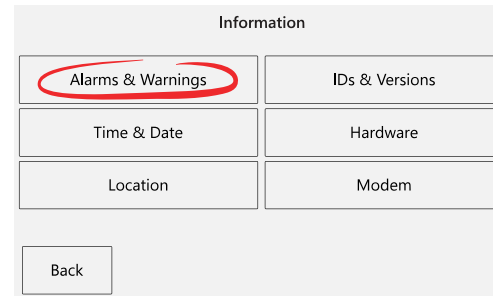 Information
Alarms & Warnings
IDs & Versions
Time & Date
Hardware
Location
Modem
Back